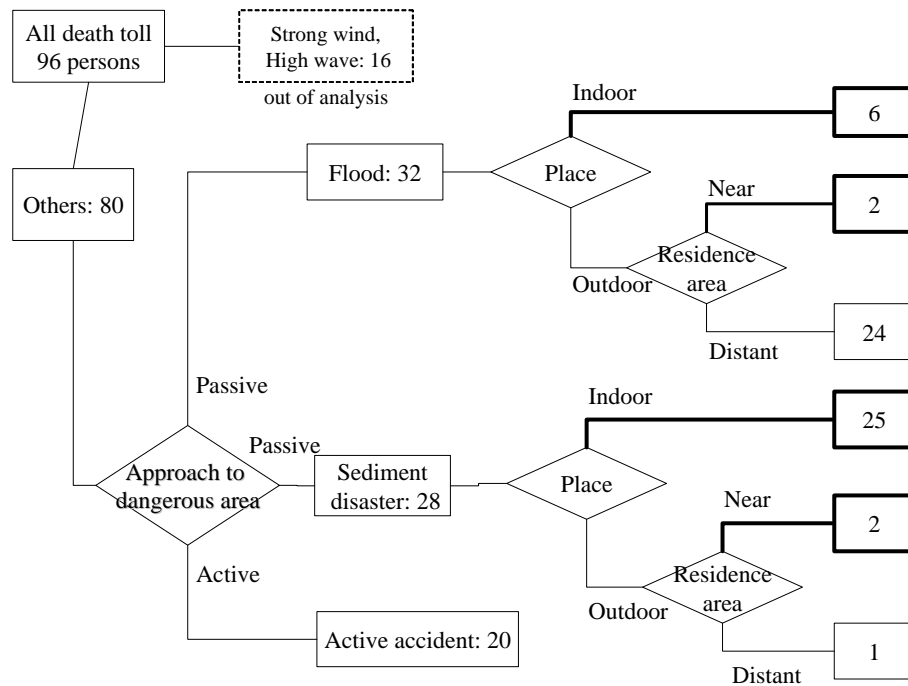 All death toll
96 persons
Strong wind,
High wave: 16
out of analysis
Indoor
6
Others: 80
Flood: 32
Place
Near
2
Residence
area
Outdoor
24
Distant
Passive
Indoor
25
Passive
Approach to
dangerous area
Sediment
disaster: 28
Place
Near
2
Active
Residence
area
Outdoor
Active accident: 20
1
Distant